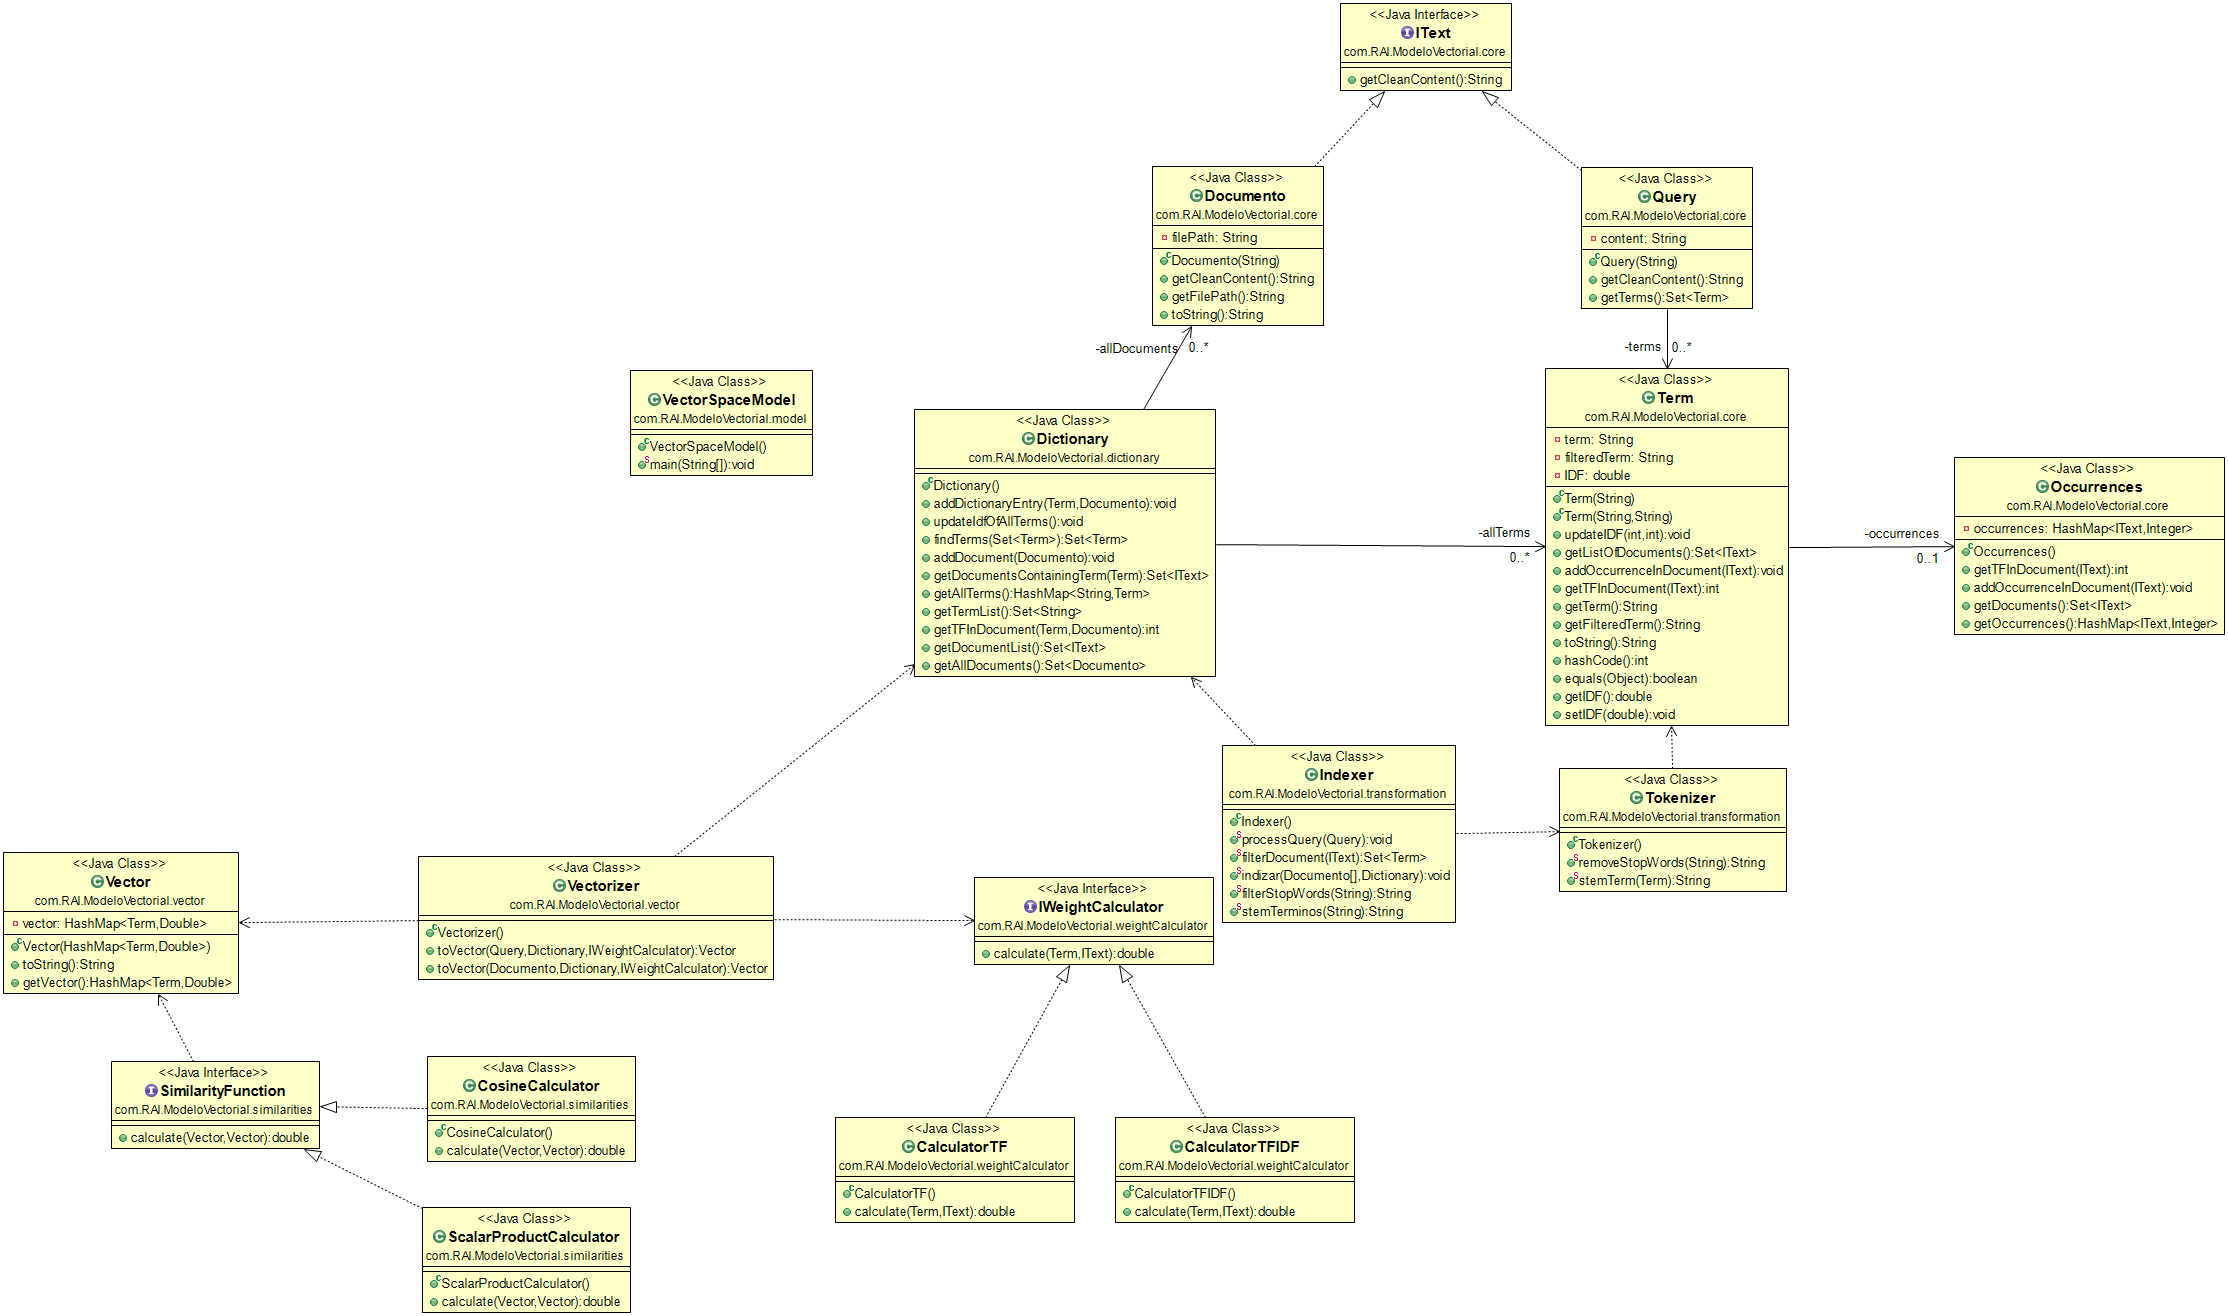 <<Java Interface>>
IText
com.RAI.ModeloVectorial.core
getCleanContent():String
<<Java Class>>
Documento
com.RAI.ModeloVectorial.core
filePath: String
Documento(String)
getCleanContent():String
getFilePath():String
toString():String
<<Java Class>>
Query
com.RAI.ModeloVectorial.core
content: String
Query(String)
getCleanContent():String
getTerms():Set<Term>
-allDocuments
0..*
-terms
0..*
<<Java Class>>
VectorSpaceModel
com.RAI.ModeloVectorial.model
VectorSpaceModel()
main(String[]):void
<<Java Class>>
Dictionary
com.RAI.ModeloVectorial.dictionary
Dictionary()
addDictionaryEntry(Term,Documento):void
updateIdfOfAllTerms():void
findTerms(Set<Term>):Set<Term>
addDocument(Documento):void
getDocumentsContainingTerm(Term):Set<IText>
getAllTerms():HashMap<String,Term>
getTermList():Set<String>
getTFInDocument(Term,Documento):int
getDocumentList():Set<IText>
getAllDocuments():Set<Documento>
-allTerms
0..*
<<Java Class>>
Term
com.RAI.ModeloVectorial.core
term: String
filteredTerm: String
IDF: double
Term(String)
Term(String,String)
updateIDF(int,int):void
getListOfDocuments():Set<IText>
addOccurrenceInDocument(IText):void
getTFInDocument(IText):int
getTerm():String
getFilteredTerm():String
toString():String
hashCode():int
equals(Object):boolean
getIDF():double
setIDF(double):void
-occurrences
0..1
<<Java Class>>
Occurrences
com.RAI.ModeloVectorial.core
occurrences: HashMap<IText,Integer>
Occurrences()
getTFInDocument(IText):int
addOccurrenceInDocument(IText):void
getDocuments():Set<IText>
getOccurrences():HashMap<IText,Integer>
<<Java Class>>
Indexer
com.RAI.ModeloVectorial.transformation
Indexer()
processQuery(Query):void
filterDocument(IText):Set<Term>
indizar(Documento[],Dictionary):void
filterStopWords(String):String
stemTerminos(String):String
<<Java Class>>
Tokenizer
com.RAI.ModeloVectorial.transformation
Tokenizer()
removeStopWords(String):String
stemTerm(Term):String
<<Java Class>>
Vector
com.RAI.ModeloVectorial.vector
vector: HashMap<Term,Double>
Vector(HashMap<Term,Double>)
toString():String
getVector():HashMap<Term,Double>
<<Java Class>>
Vectorizer
com.RAI.ModeloVectorial.vector
Vectorizer()
toVector(Query,Dictionary,IWeightCalculator):Vector
toVector(Documento,Dictionary,IWeightCalculator):Vector
<<Java Interface>>
IWeightCalculator
com.RAI.ModeloVectorial.weightCalculator
calculate(Term,IText):double
<<Java Interface>>
SimilarityFunction
com.RAI.ModeloVectorial.similarities
calculate(Vector,Vector):double
<<Java Class>>
CosineCalculator
com.RAI.ModeloVectorial.similarities
CosineCalculator()
calculate(Vector,Vector):double
<<Java Class>>
CalculatorTF
com.RAI.ModeloVectorial.weightCalculator
CalculatorTF()
calculate(Term,IText):double
<<Java Class>>
CalculatorTFIDF
com.RAI.ModeloVectorial.weightCalculator
CalculatorTFIDF()
calculate(Term,IText):double
<<Java Class>>
ScalarProductCalculator
com.RAI.ModeloVectorial.similarities
ScalarProductCalculator()
calculate(Vector,Vector):double